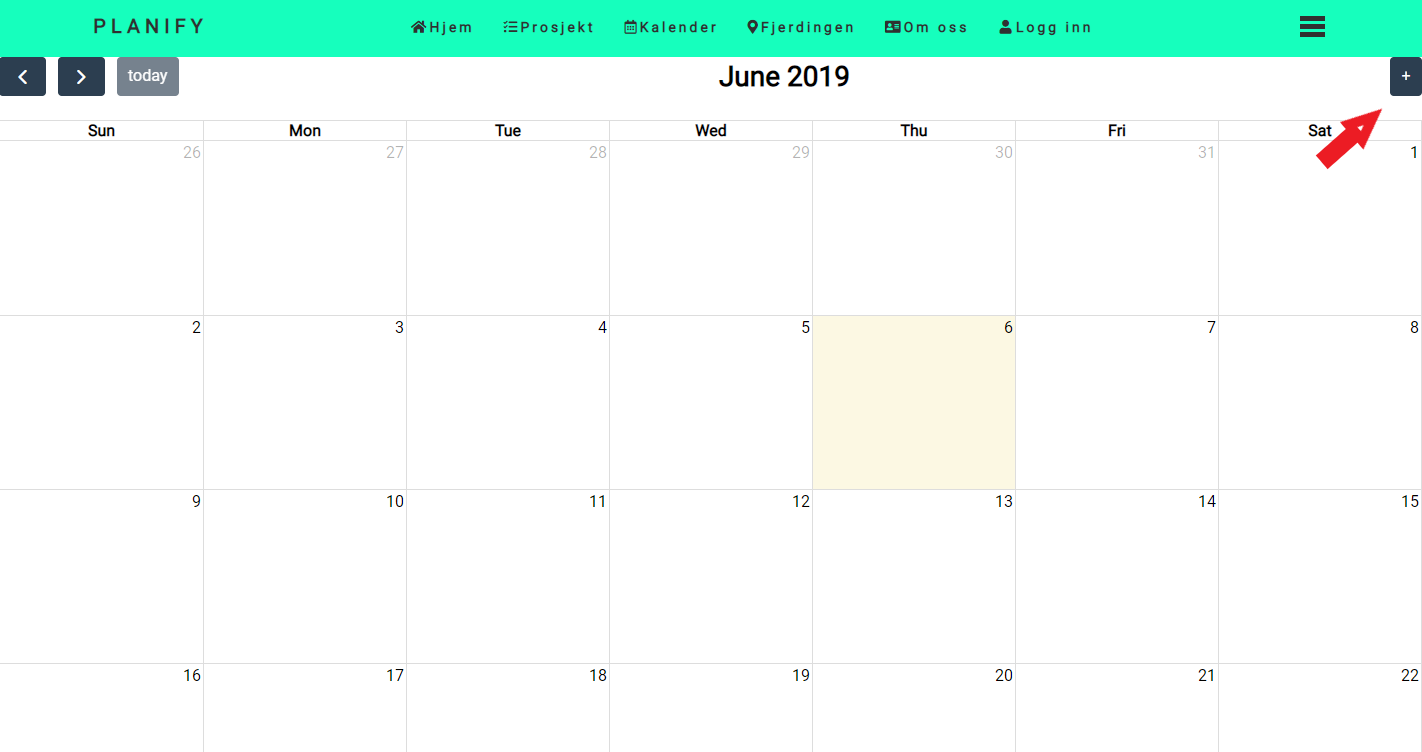 PLANIFY Hjem Prosjekt Kalender Fjerdingen Om oss Logg inn
today June 2019 +
Sun Mon Tue Wed Thu Fri Sat
26 27 28 29 30 31 1
2 3 4 5 6 7 8
9 10 11 12 13 14 15
16 17 18 19 20 21 22